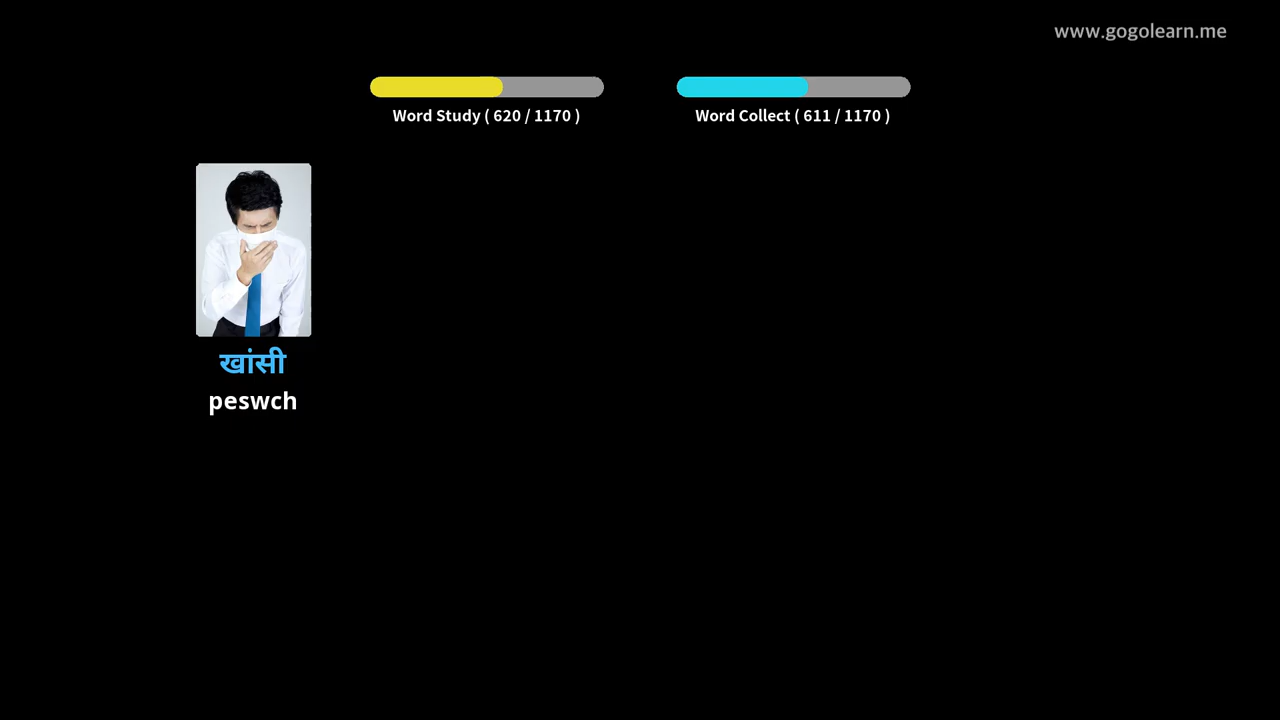 www.gogolearn.me
Word Study ( 620 / 1170 )
Word Collect ( 611 / 1170 )
खांसी
peswch